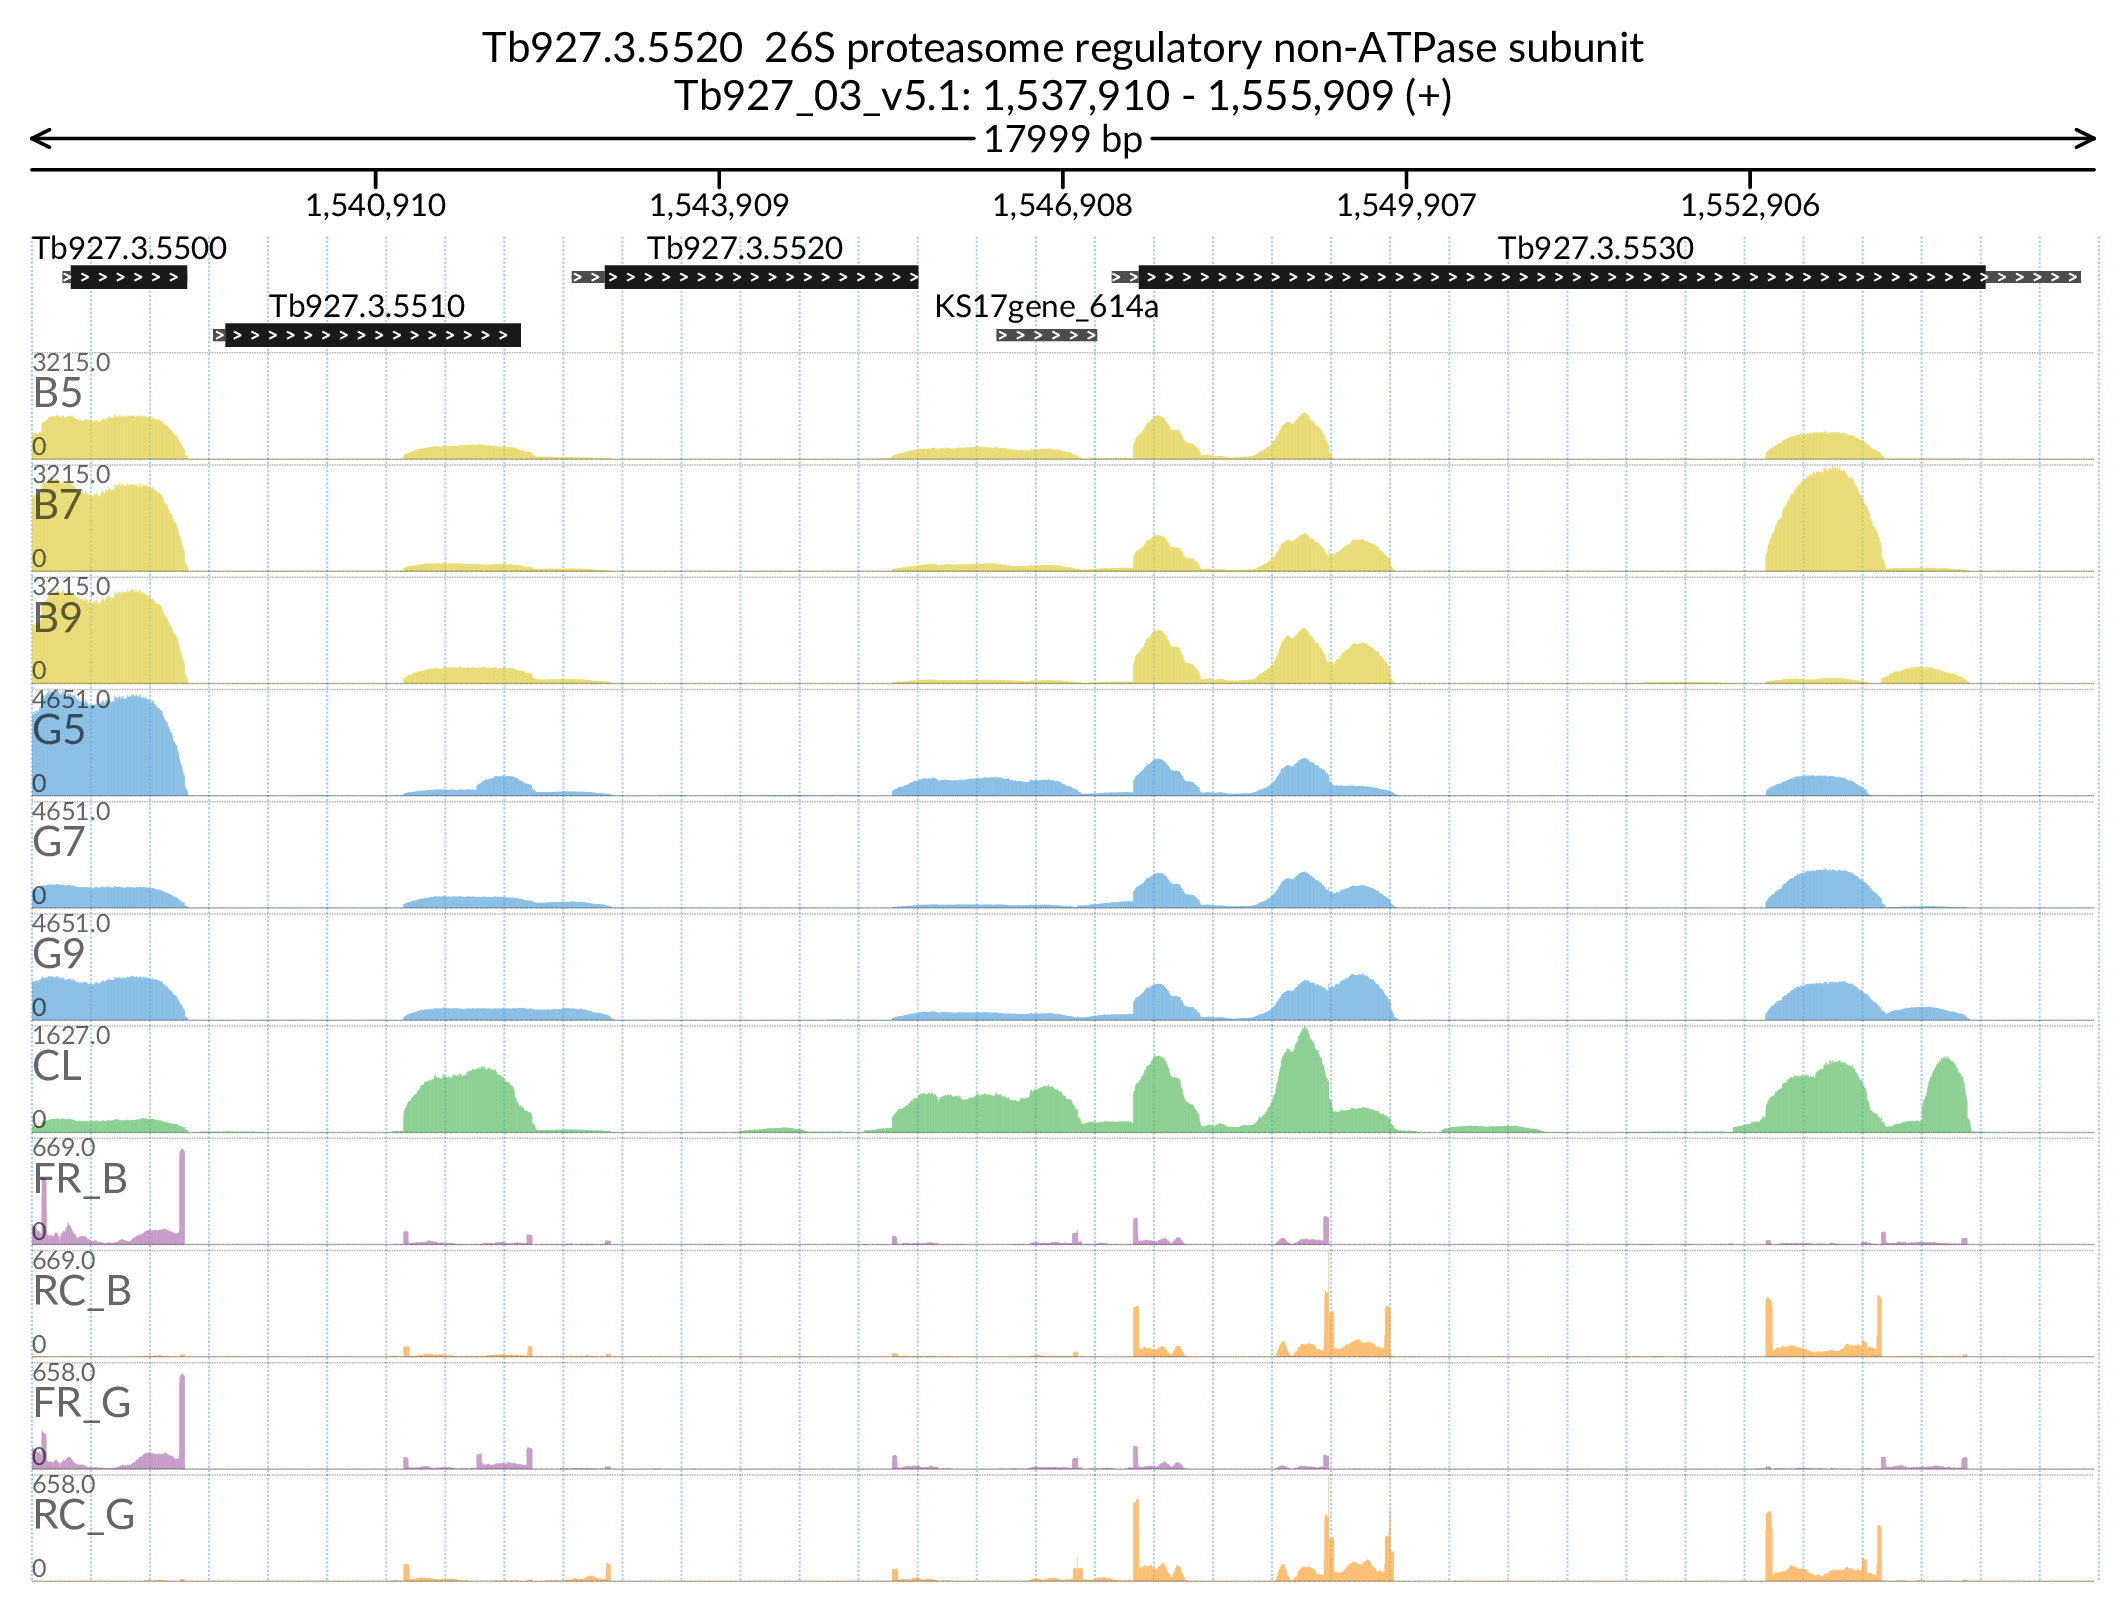 Tb927.3.5520  26S proteasome regulatory non-ATPase subunit
Tb927_03_v5.1: 1,537,910 - 1,555,909 (+)
17999 bp
1,540,910 1,543,909 1,546,908 1,549,907 1,552,906
Tb927.3.5500 Tb927.3.5520 Tb927.3.5530
Tb927.3.5510 KS17gene_614a
3215.0
B5
0
3215.0
B7
0
3215.0
B9
0
4651.0
G5
0
4651.0
G7
0
4651.0
G9
0
1627.0
CL
0
669.0
FR_B
0
669.0
RC_B
0
658.0
FR_G
0
658.0
RC_G
0